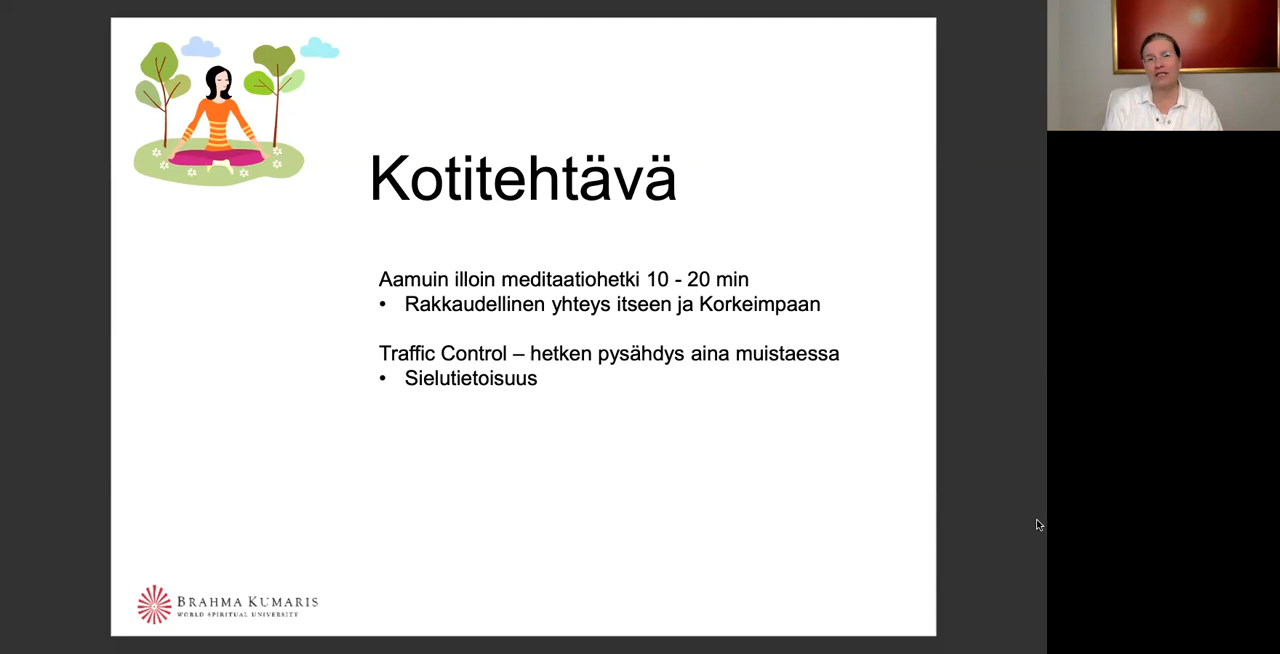 Kotitehtävä
Aamuin illoin meditaatiohetki 10 - 20 min
• Rakkaudellinen yhteys itseen ja Korkeimpaan
Traffic Control – hetken pysähdys aina muistaessa
• Sielutietoisuus
BRAHMA KUMARIS
WORLD SPIRITUAL UNIVERSITY